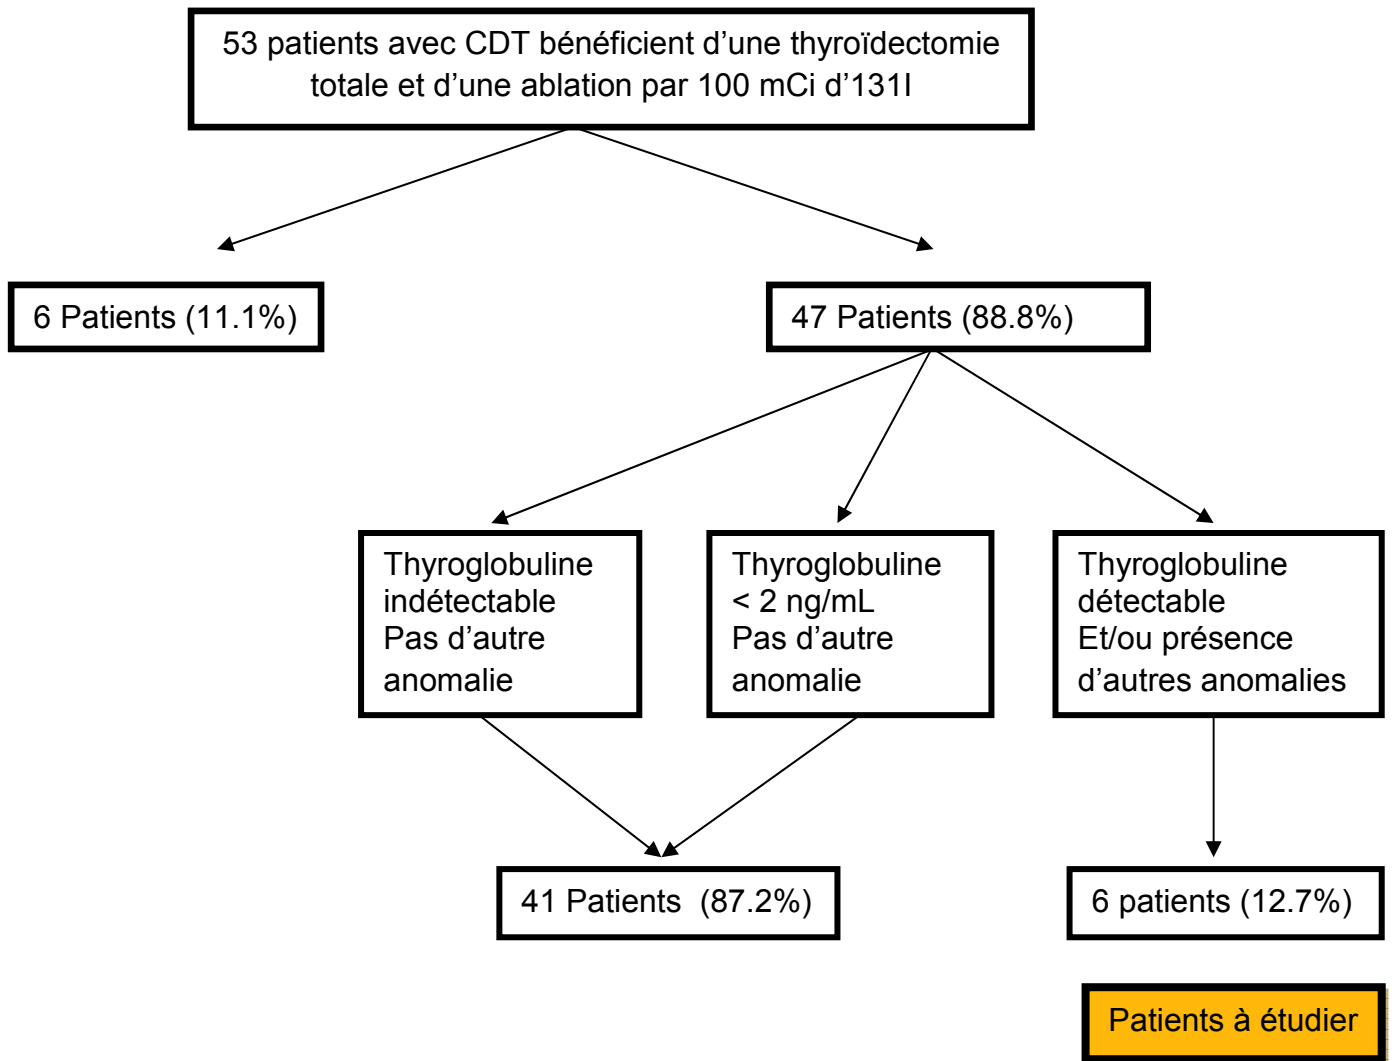 53 patients avec CDT bénéficient d’une thyroïdectomie
totale et d’une ablation par 100 mCi d’131I
6 Patients (11.1%)
47 Patients (88.8%)
Thyroglobuline
indétectable
Pas d’autre
anomalie
Thyroglobuline
< 2 ng/mL
Pas d’autre
anomalie
Thyroglobuline
détectable
Et/ou présence
d’autres anomalies
41 Patients  (87.2%)
6 patients (12.7%)
Patients à étudier